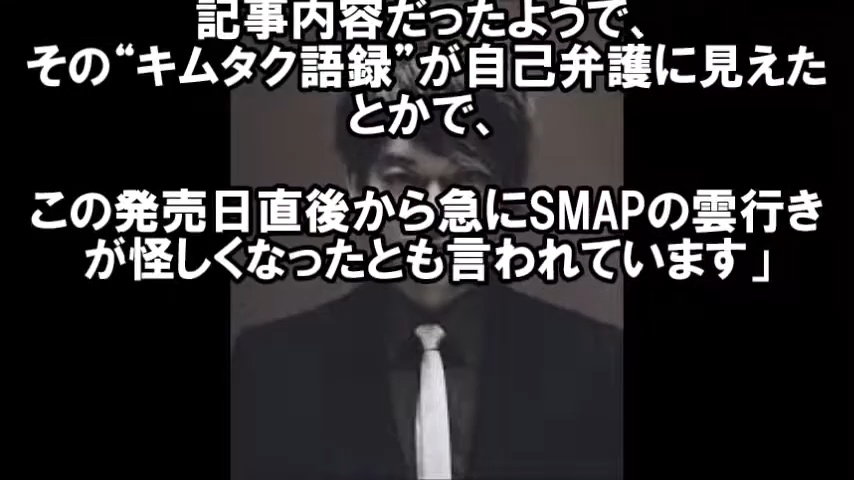 記事内容だったようで、
その“キムタク語録”が自己弁護に見えた
とかで、
この発売日直後から急にSMAPの雲行き
が怪しくなったとも言われています」